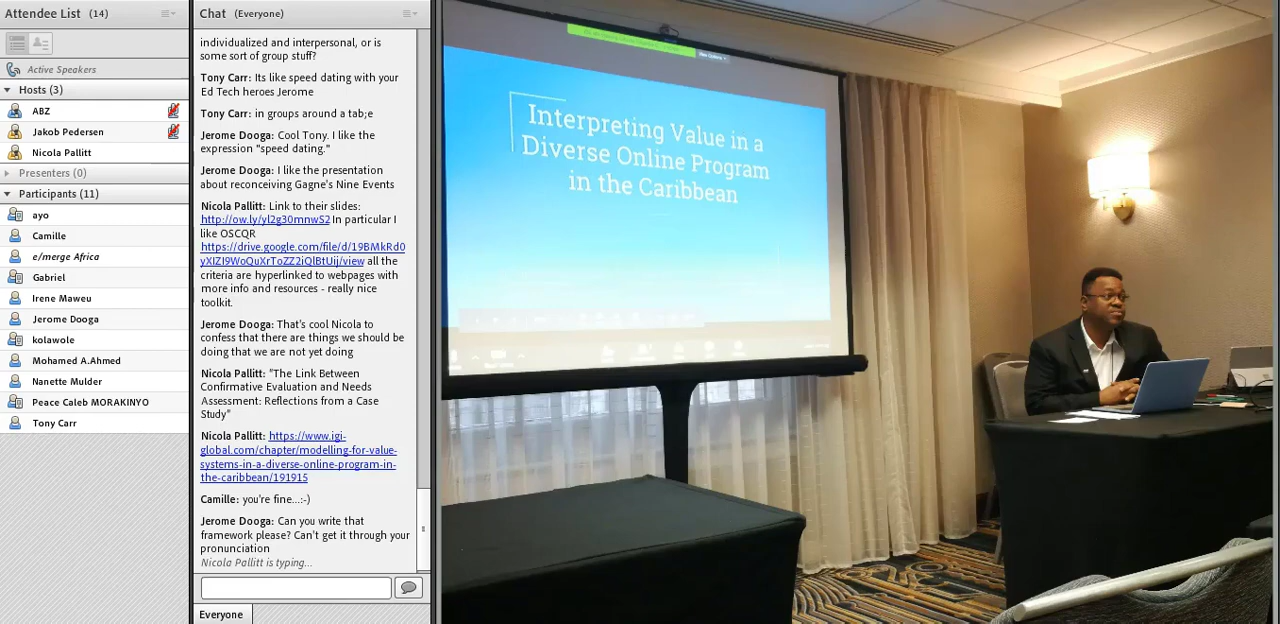 Attendee List (14)
Active Speakers
Hosts (3)
ABZ
Jakob Pedersen
Nicola Pallitt
Presenters (0)
Participants (11)
ayo
Camille
e/merge Africa
Gabriel
Irene Maweu
Jerome Dooga
kolawole
Mohamed A.Ahmed
Nanette Mulder
Peace Caleb MORAKINYO
Tony Carr
Chat (Everyone)
individualized and interpersonal, or is
some sort of group stuff?
Tony Carr: Its like speed dating with your
Ed Tech heroes Jerome
Tony Carr: in groups around a tab;e
Jerome Dooga: Cool Tony. I like the
expression "speed dating."
Jerome Dooga: I like the presentation
about reconceiving Gagne's Nine Events
Nicola Pallitt: Link to their slides:
http://ow.ly/yl2g30mnwS2 In particular I
like OSCQR
https://drive.google.com/file/d/19BMkRd0
yXIZI9WoQuXrToZZ2iQlBtUij/view all the
criteria are hyperlinked to webpages with
more info and resources - really nice
toolkit.
Jerome Dooga: That's cool Nicola to
confess that there are things we should be
doing that we are not yet doing
Nicola Pallitt: "The Link Between
Confirmative Evaluation and Needs
Assessment: Reflections from a Case
Study"
Nicola Pallitt: https://www.igi-
global.com/chapter/modelling-for-value-
systems-in-a-diverse-online-program-in-
the-caribbean/191915
Camille: you're fine...:-)
Jerome Dooga: Can you write that
framework please? Can't get it through your
pronunciation
Nicola Pallitt is typing...
Everyone
Interpreting Value in a
Diverse Online Program
in the Caribbean